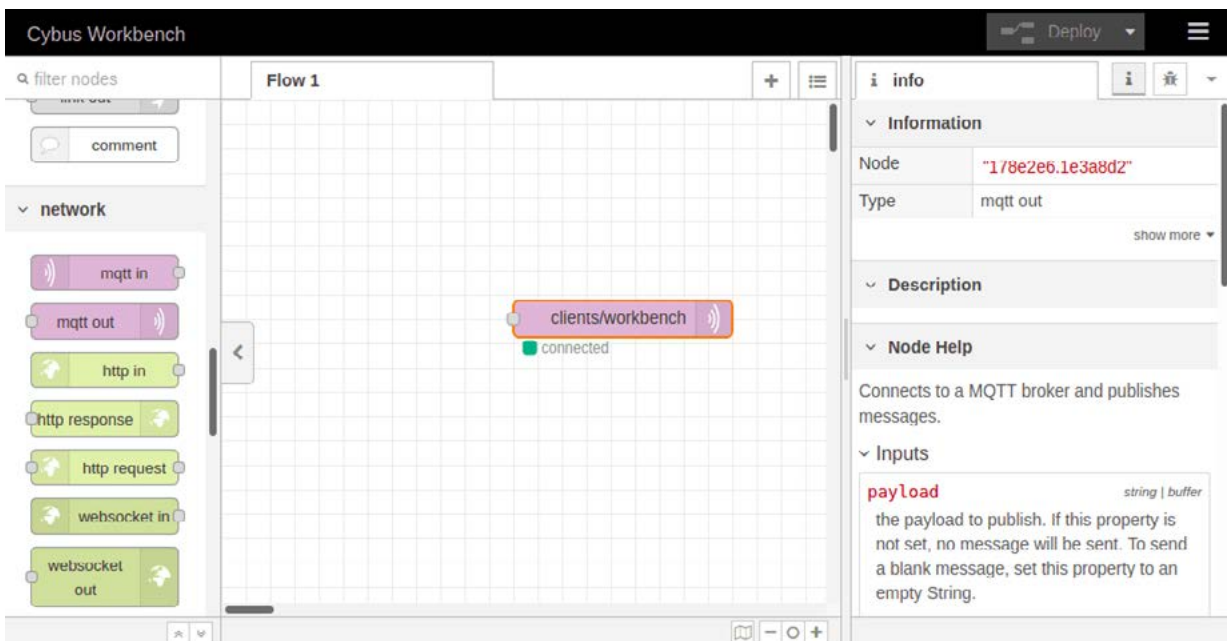 Cybus Workbench
Deploy
filter nodes
Flow 1
i info
i
link out
comment
network
mqtt in
mqtt out
http in
http response
http request
websocket in
websocket
out
clients/workbench
connected
Information
Node "178e2e6.1e3a8d2"
Type mqtt out
show more
Description
Node Help
Connects to a MQTT broker and publishes
messages.
Inputs
payload string | buffer
the payload to publish. If this property is
not set, no message will be sent. To send
a blank message, set this property to an
empty String.